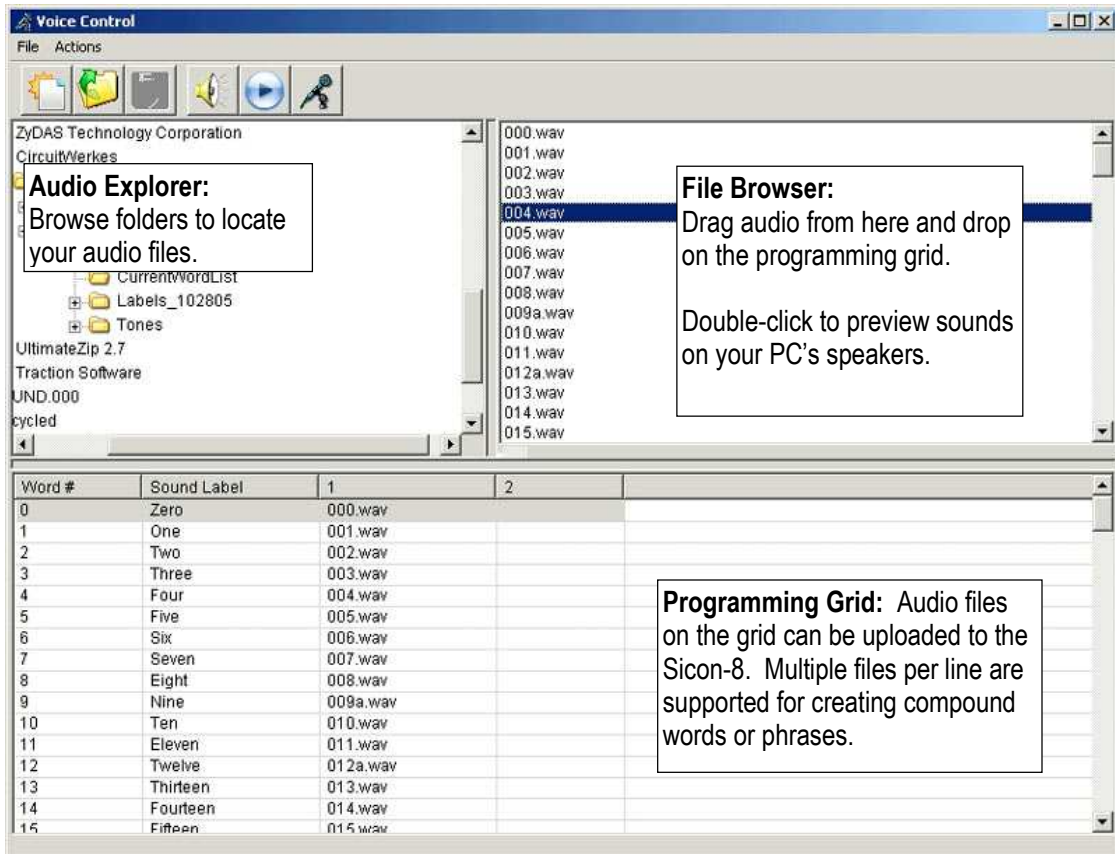 Voice Control
File Actions
ZyDAS Technology Corporation
CircuitWerkes
Audio Explorer:
Browse folders to locate
your audio files.
CurrentWordList
Labels_102805
Tones
UltimateZip 2.7
Traction Software
UND.000
cycled
000.wav
001.wav
002.wav
003.wav
004.wav
005.wav
006.wav
007.wav
008.wav
009a.wav
010.wav
011.wav
012a.wav
013.wav
014.wav
015.wav
File Browser:
Drag audio from here and drop
on the programming grid.
Double-click to preview sounds
on your PC's speakers.
Word # Sound Label 1 2
0 Zero 000.wav
1 One 001.wav
2 Two 002.wav
3 Three 003.wav
4 Four 004.wav
5 Five 005.wav
6 Six 006.wav
7 Seven 007.wav
8 Eight 008.wav
9 Nine 009a.wav
10 Ten 010.wav
11 Eleven 011.wav
12 Twelve 012a.wav
13 Thirteen 013.wav
14 Fourteen 014.wav
15 Fifteen 015.wav
Programming Grid: Audio files
on the grid can be uploaded to the
Sicon-8. Multiple files per line are
supported for creating compound
words or phrases.